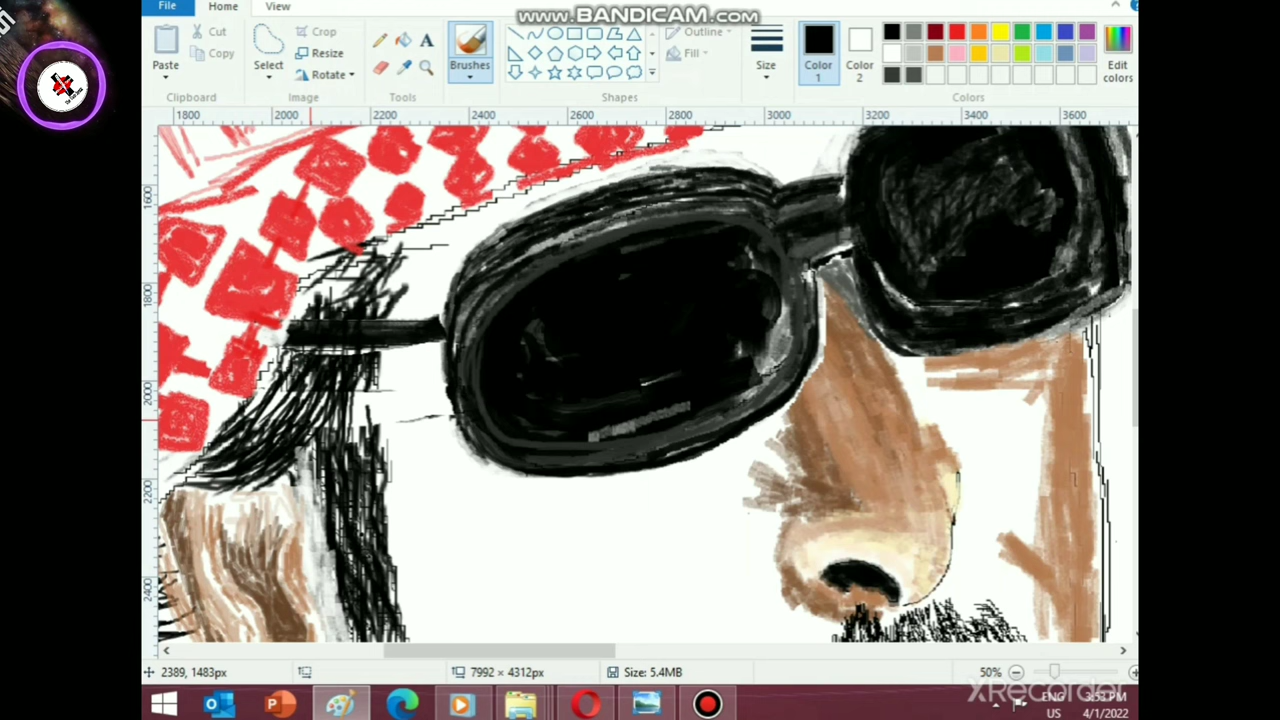 www.BANDICAM.com
File Home View
Paste
Cut
Copy
Clipboard
Select
Crop
Resize
Rotate
Image
A
Tools
Brushes
Shapes
Outline
Fill
Size
Color 1
Color 2
Colors
Edit colors
1800 2000 2200 2400 2600 2800 3000 3200 3400 3600
1600
1800
2000
2200
2400
2389, 1483px
7992 × 4312px
Size: 5.4MB
50%
XRecorder
ENG
US
3:53 PM
4/1/2022